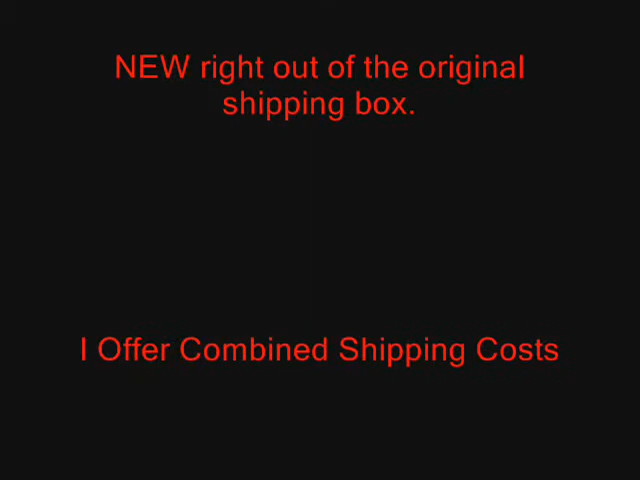 NEW right out of the original
shipping box.
I Offer Combined Shipping Costs